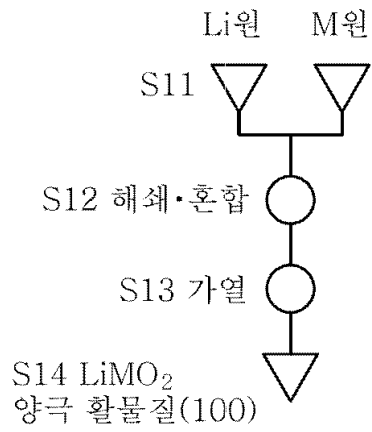 Li원 M원
S11
S12 해쇄·혼합
S13 가열
S14 LiMO₂
양극 활물질(100)